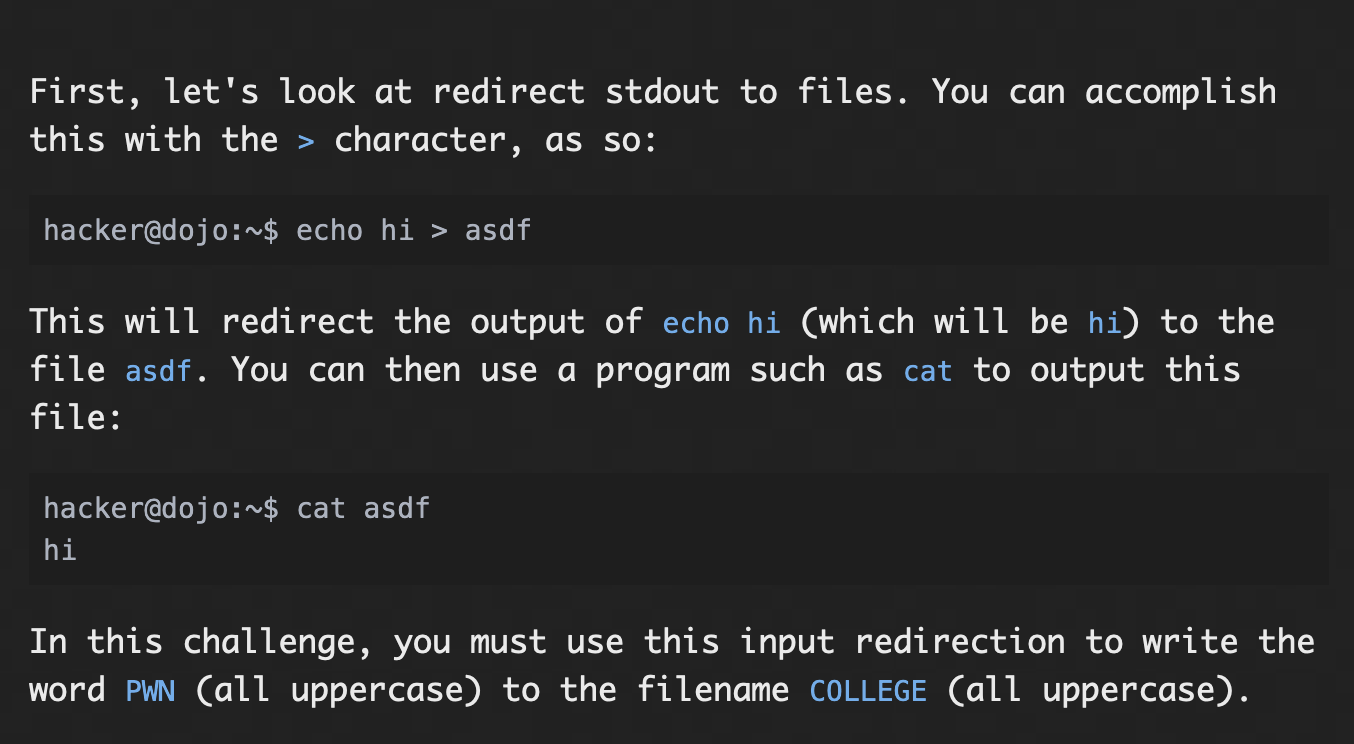 First, let's look at redirect stdout to files. You can accomplish
this with the > character, as so:
hacker@dojo:~$ echo hi > asdf
This will redirect the output of echo hi (which will be hi) to the
file asdf. You can then use a program such as cat to output this
file:
hacker@dojo:~$ cat asdf
hi
In this challenge, you must use this input redirection to write the
word PWN (all uppercase) to the filename COLLEGE (all uppercase).